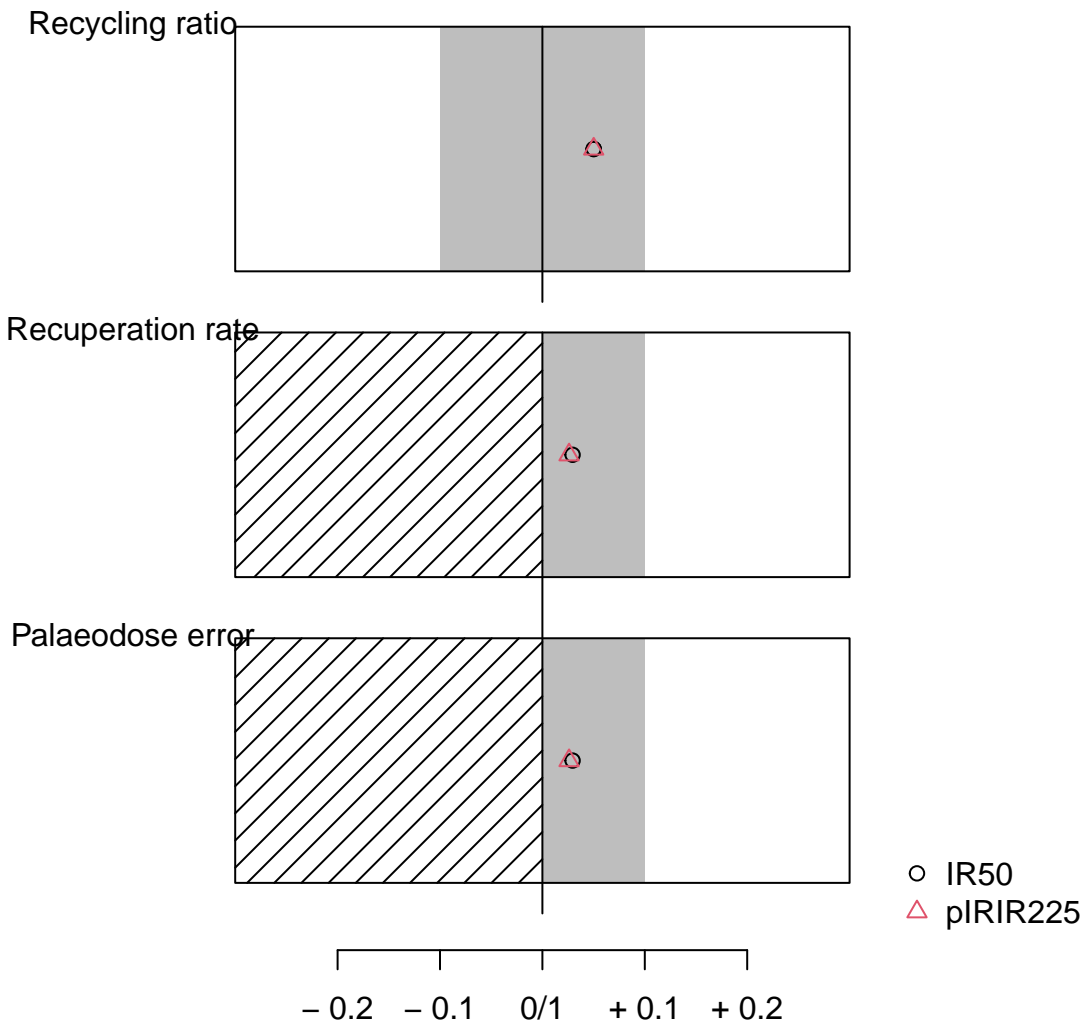 Recycling ratio
Recuperation rate
Palaeodose error
IR50
pIRIR225
− 0.2 − 0.1 0/1 + 0.1 + 0.2